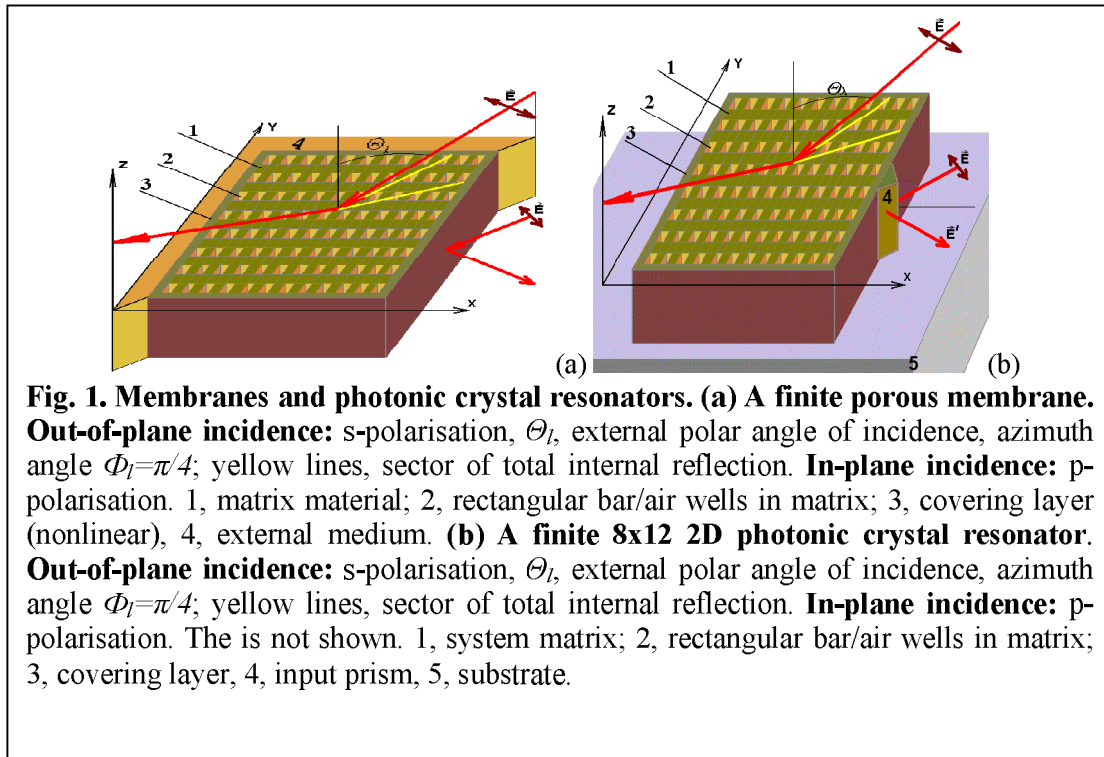 E
1
Y
4
Θl
2
Z
3
E
X
(a)
E
1
Y
Θl
Z
2
3
E
4
E'
X
5
(b)
Fig. 1. Membranes and photonic crystal resonators. (a) A finite porous membrane.
Out-of-plane incidence: s-polarisation, Θl, external polar angle of incidence, azimuth
angle Φl=π/4; yellow lines, sector of total internal reflection. In-plane incidence: p-
polarisation. 1, matrix material; 2, rectangular bar/air wells in matrix; 3, covering layer
(nonlinear), 4, external medium. (b) A finite 8x12 2D photonic crystal resonator.
Out-of-plane incidence: s-polarisation, Θl, external polar angle of incidence, azimuth
angle Φl=π/4; yellow lines, sector of total internal reflection. In-plane incidence: p-
polarisation. The is not shown. 1, system matrix; 2, rectangular bar/air wells in matrix;
3, covering layer, 4, input prism, 5, substrate.